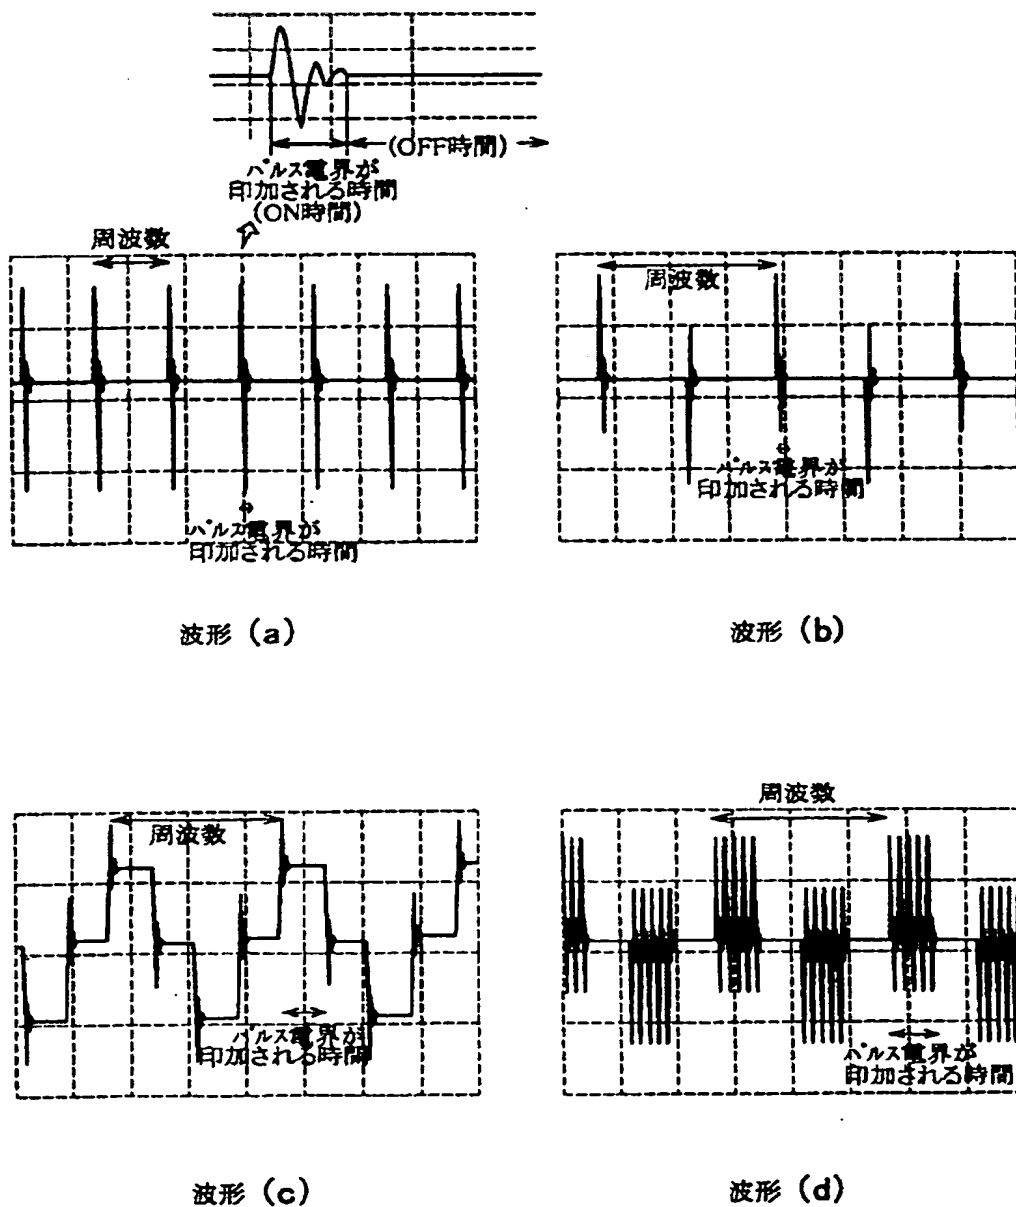 (OFF時間)
パルス電界が
印加される時間
(ON時間)
周波数
パルス電界が
印加される時間
周波数
パルス電界が
印加される時間
波形 (a)
波形 (b)
周波数
パルス電界が
印加される時間
周波数
パルス電界が
印加される時間
波形 (c)
波形 (d)